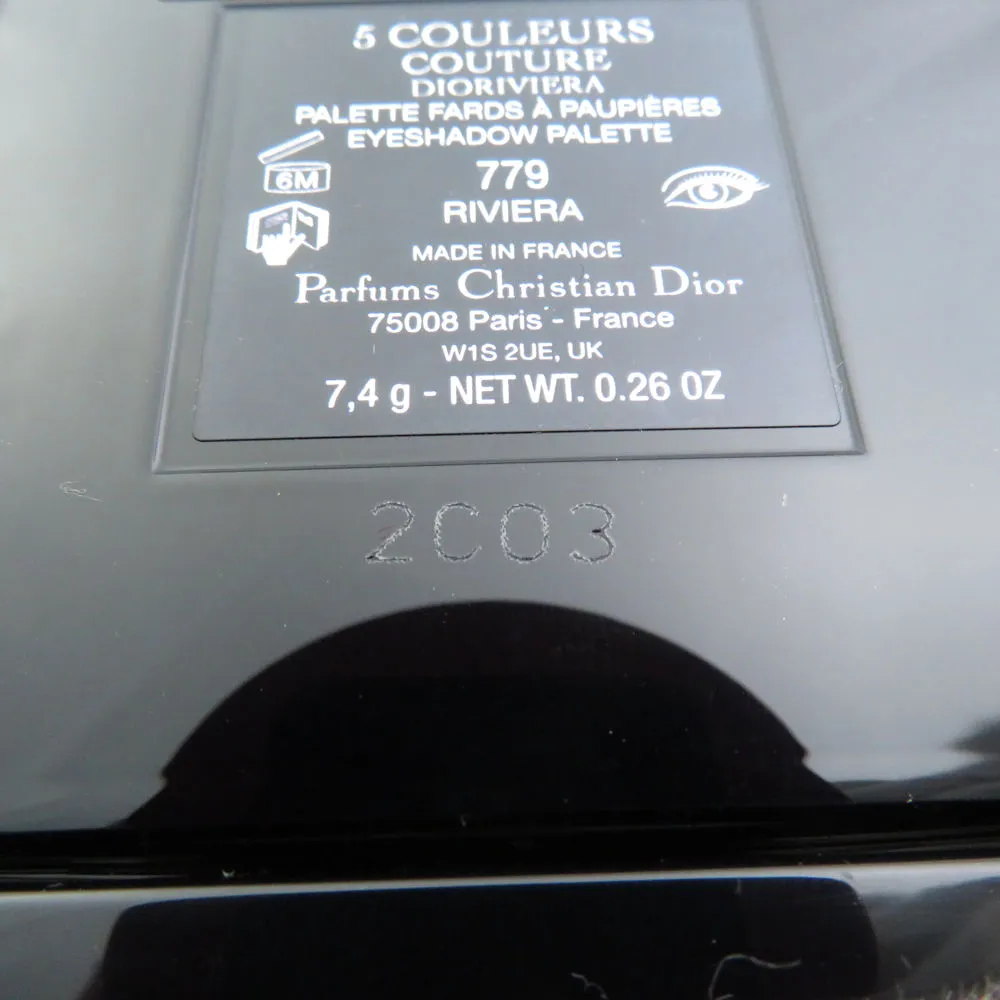 5 COULEURS
COUTURE
DIORIVIERA
PALETTE FARDS À PAUPIÈRES
EYESHADOW PALETTE
6M
779
RIVIERA
MADE IN FRANCE
Parfums Christian Dior
75008 Paris - France
W1S 2UE, UK
7,4 g - NET WT. 0.26 OZ
2C03